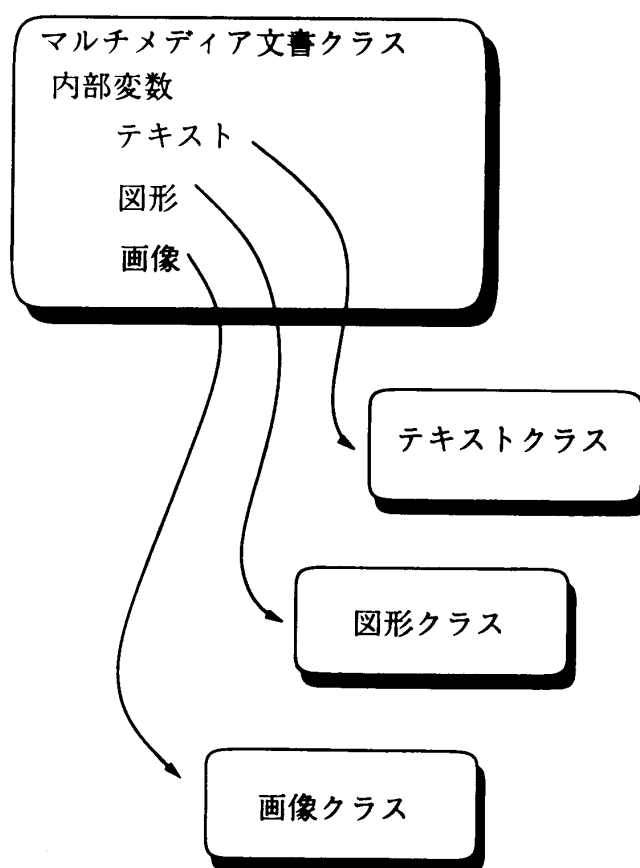 マルチメディア文書クラス
内部変数
テキスト
図形
画像
テキストクラス
図形クラス
画像クラス